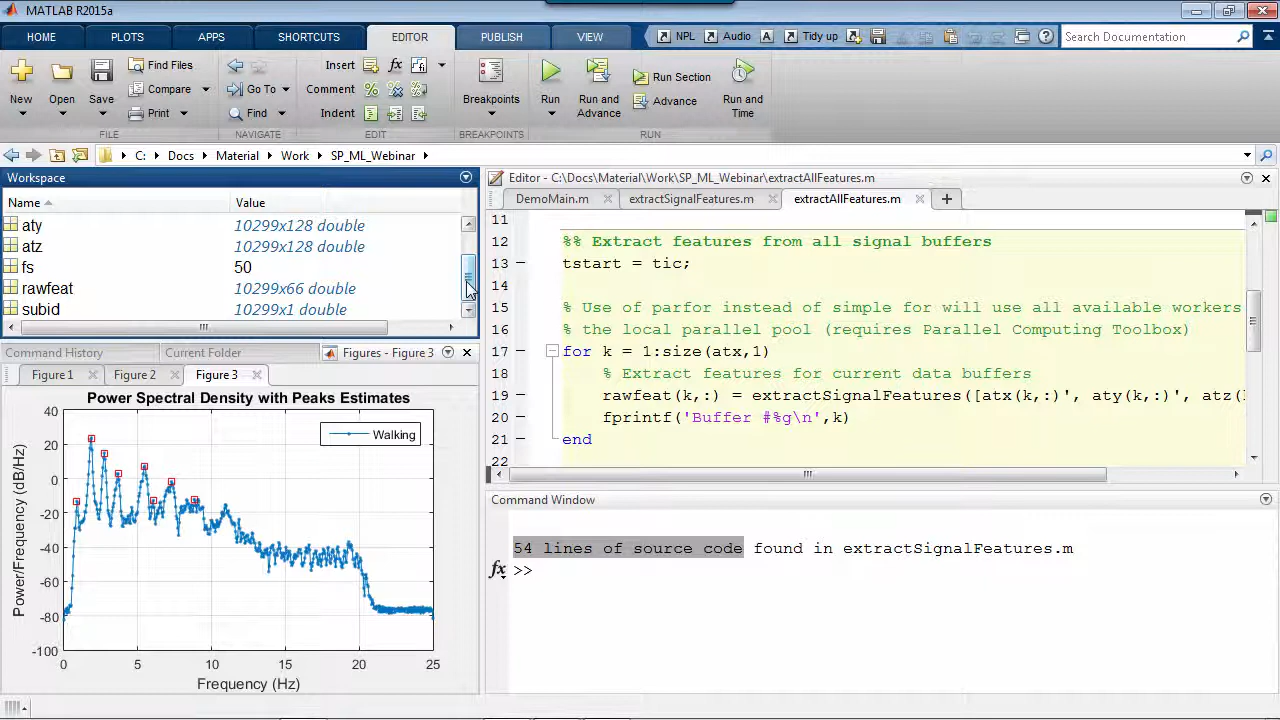 MATLAB R2015a
HOME PLOTS APPS SHORTCUTS EDITOR PUBLISH VIEW NPL Audio A Tidy up Search Documentation
New Open Save Find Files Compare Print
Go To Find
Insert fx
Comment
Indent
Breakpoints Run Run and Advance Run Section Advance Run and Time
FILE NAVIGATE EDIT BREAKPOINTS RUN
C: Docs Material Work SP_ML_Webinar
Workspace
Name Value
aty 10299x128 double
atz 10299x128 double
fs 50
rawfeat 10299x66 double
subid 10299x1 double
Command History Current Folder Figures - Figure 3
Figure 1 Figure 2 Figure 3
Power Spectral Density with Peaks Estimates
Walking
Power/Frequency (dB/Hz)
40
20
0
-20
-40
-60
-80
-100
0 5 10 15 20 25
Frequency (Hz)
Editor - C:\Docs\Material\Work\SP_ML_Webinar\extractAllFeatures.m
DemoMain.m extractSignalFeatures.m extractAllFeatures.m
11
12 %% Extract features from all signal buffers
13 tstart = tic;
14
15 % Use of parfor instead of simple for will use all available workers
16 % the local parallel pool (requires Parallel Computing Toolbox)
17 for k = 1:size(atx,1)
18 % Extract features for current data buffers
19 rawfeat(k,:) = extractSignalFeatures([atx(k,:)', aty(k,:)', atz(
20 fprintf('Buffer #%g\n',k)
21 end
22
Command Window
54 lines of source code found in extractSignalFeatures.m
fx >>